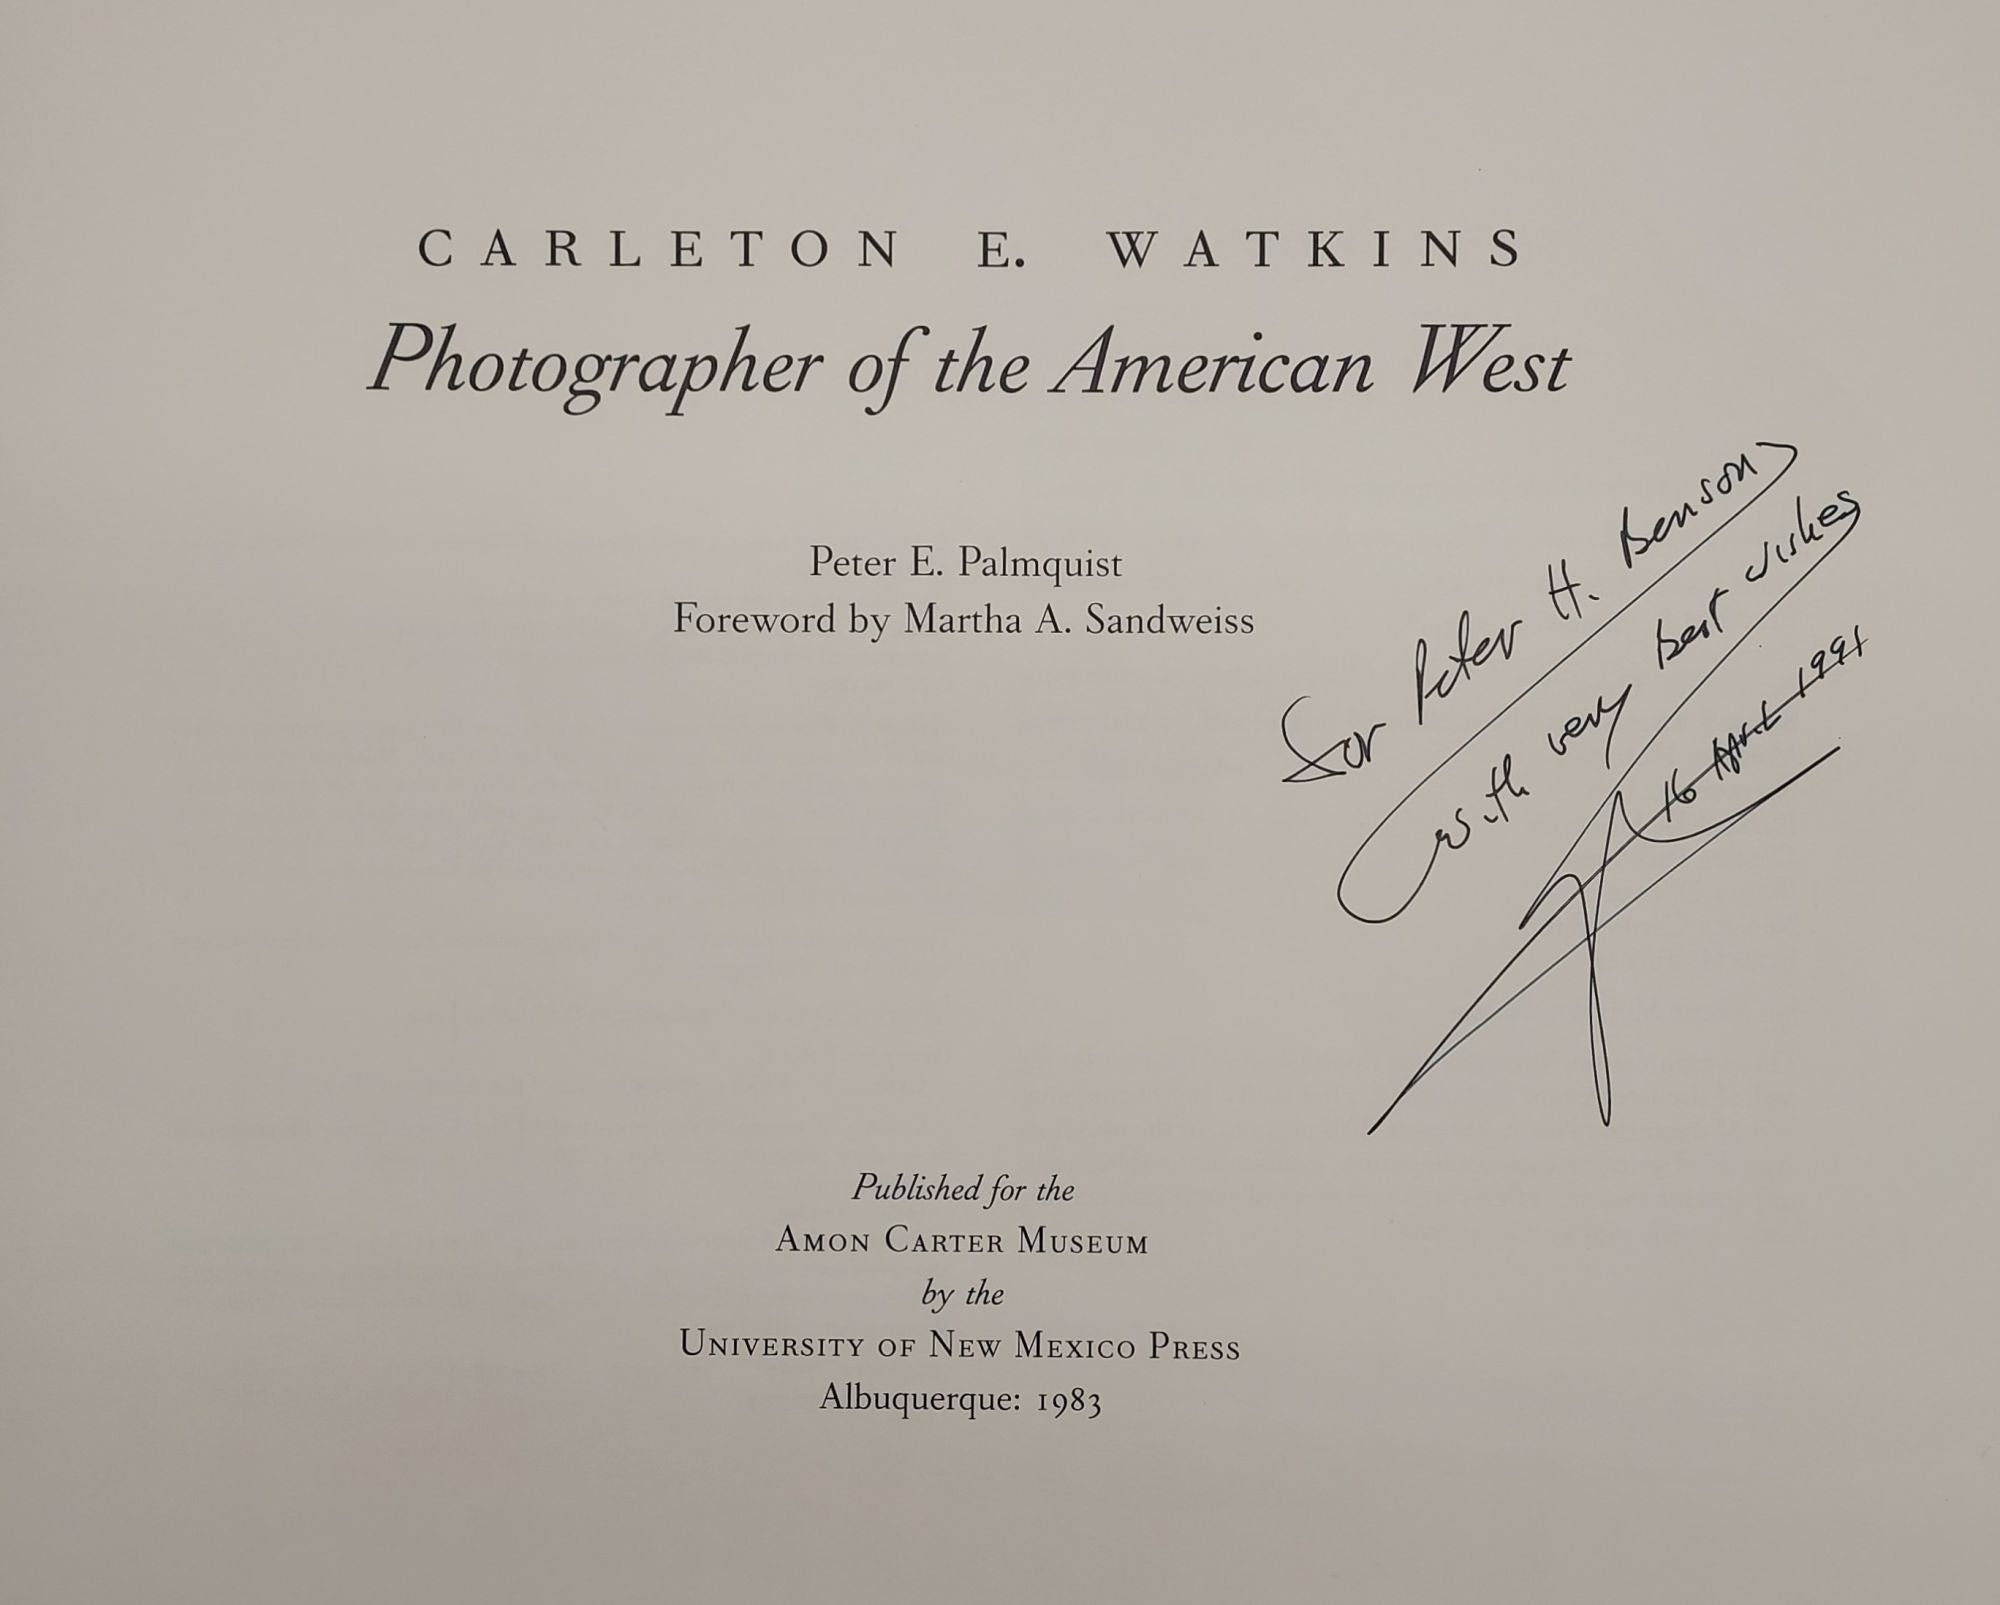 CARLETON E. WATKINS
Photographer of the American West
Peter E. Palmquist
Foreword by Martha A. Sandweiss
For Peter H. Benson
with very best wishes
16 APRIL 1991
Published for the
AMON CARTER MUSEUM
by the
UNIVERSITY OF NEW MEXICO PRESS
Albuquerque: 1983